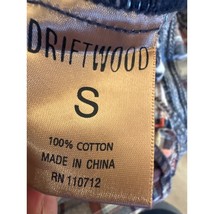 DRIFTWOOD
S
100% COTTON
MADE IN CHINA
RN 110712